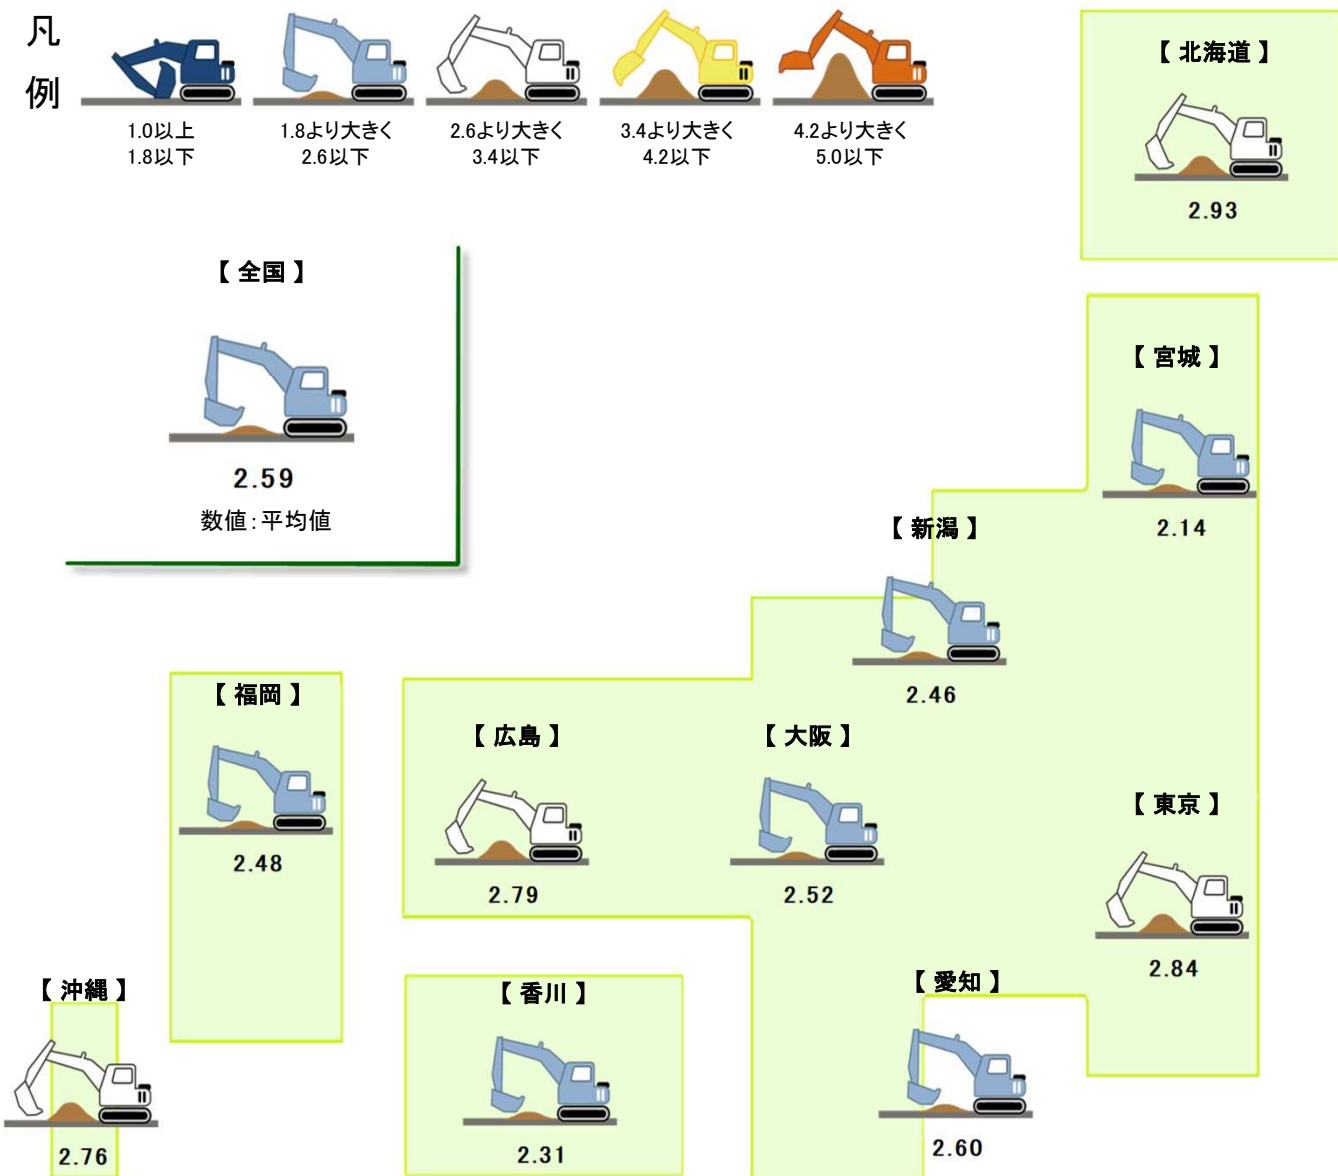 凡
例
1.0以上
1.8以下
1.8より大きく
2.6以下
2.6より大きく
3.4以下
3.4より大きく
4.2以下
4.2より大きく
5.0以下
【 北海道 】
2.93
【 全国 】
2.59
数値：平均値
【 宮城 】
2.14
【 新潟 】
2.46
【 福岡 】
2.48
【 広島 】
2.79
【 大阪 】
2.52
【 東京 】
2.84
【 沖縄 】
2.76
【 香川 】
2.31
【 愛知 】
2.60